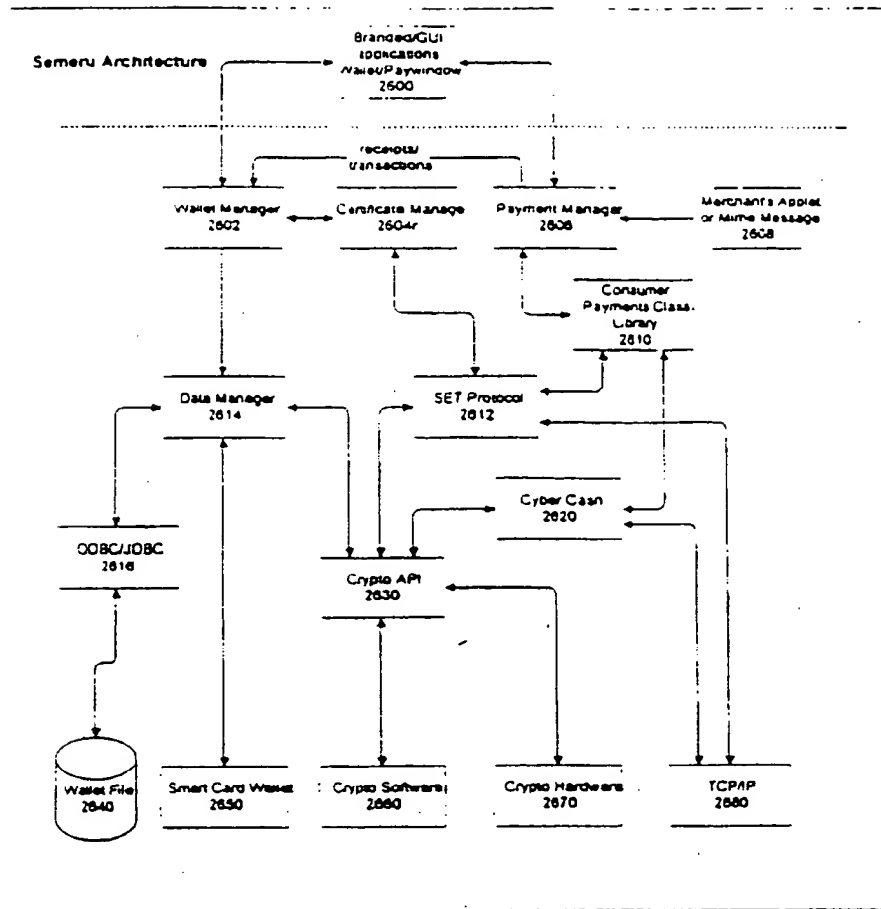 Semeru Architecture
Branded/GUI
applications
Wallet/Paywindow
2600
receipts/
transactions
Wallet Manager
2602
Certificate Manage
2604r
Payment Manager
2606
Merchant's Applet
or Mime Message
2608
Consumer
Payments Class
Library
2610
Data Manager
2614
SET Protocol
2612
Cyber Cash
2620
ODBC/JDBC
2616
Crypto API
2630
Wallet File
2640
Smart Card Wallet
2650
Crypto Software
2660
Crypto Hardware
2670
TCP/IP
2680